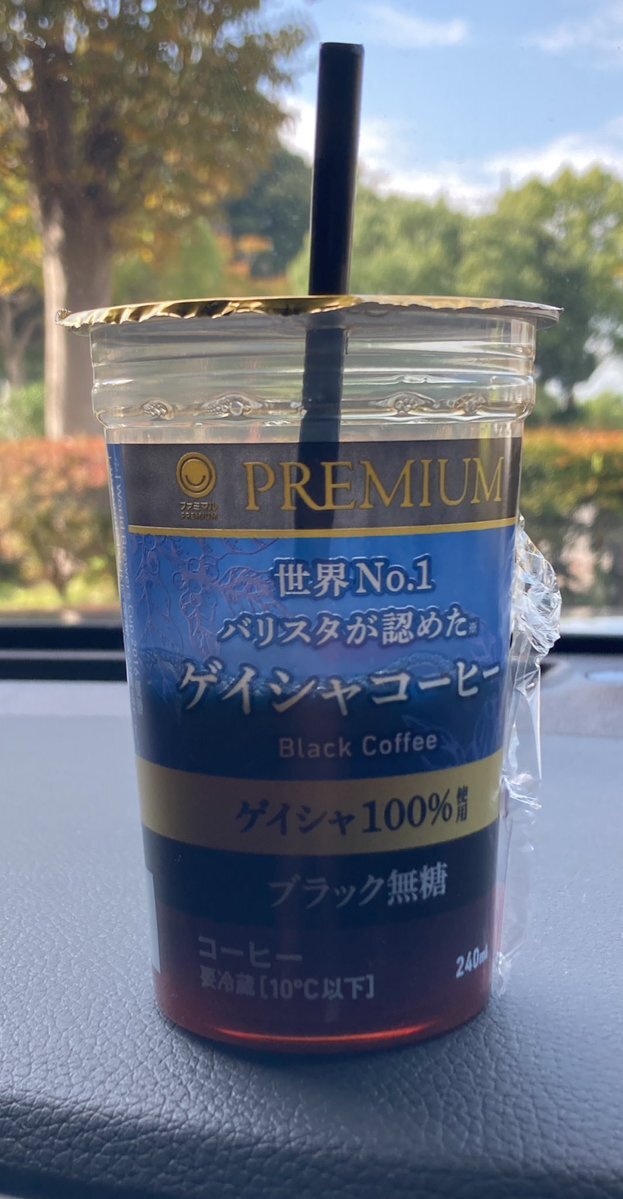 ファミマル
PREMIUM
PREMIUM
世界No.1
バリスタが認めた※
ゲイシャコーヒー
Black Coffee
ゲイシャ100%使用
ブラック無糖
コーヒー
要冷蔵[10℃以下]
240ml